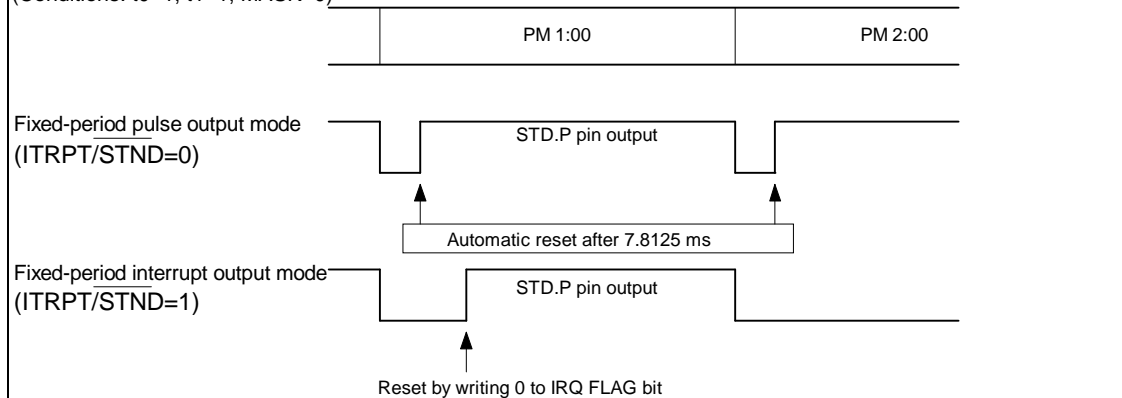 PM 1:00 PM 2:00
Fixed-period pulse output mode
(ITRPT/STND=0)
STD.P pin output
Automatic reset after 7.8125 ms
Fixed-period interrupt output mode
(ITRPT/STND=1)
STD.P pin output
Reset by writing 0 to IRQ FLAG bit